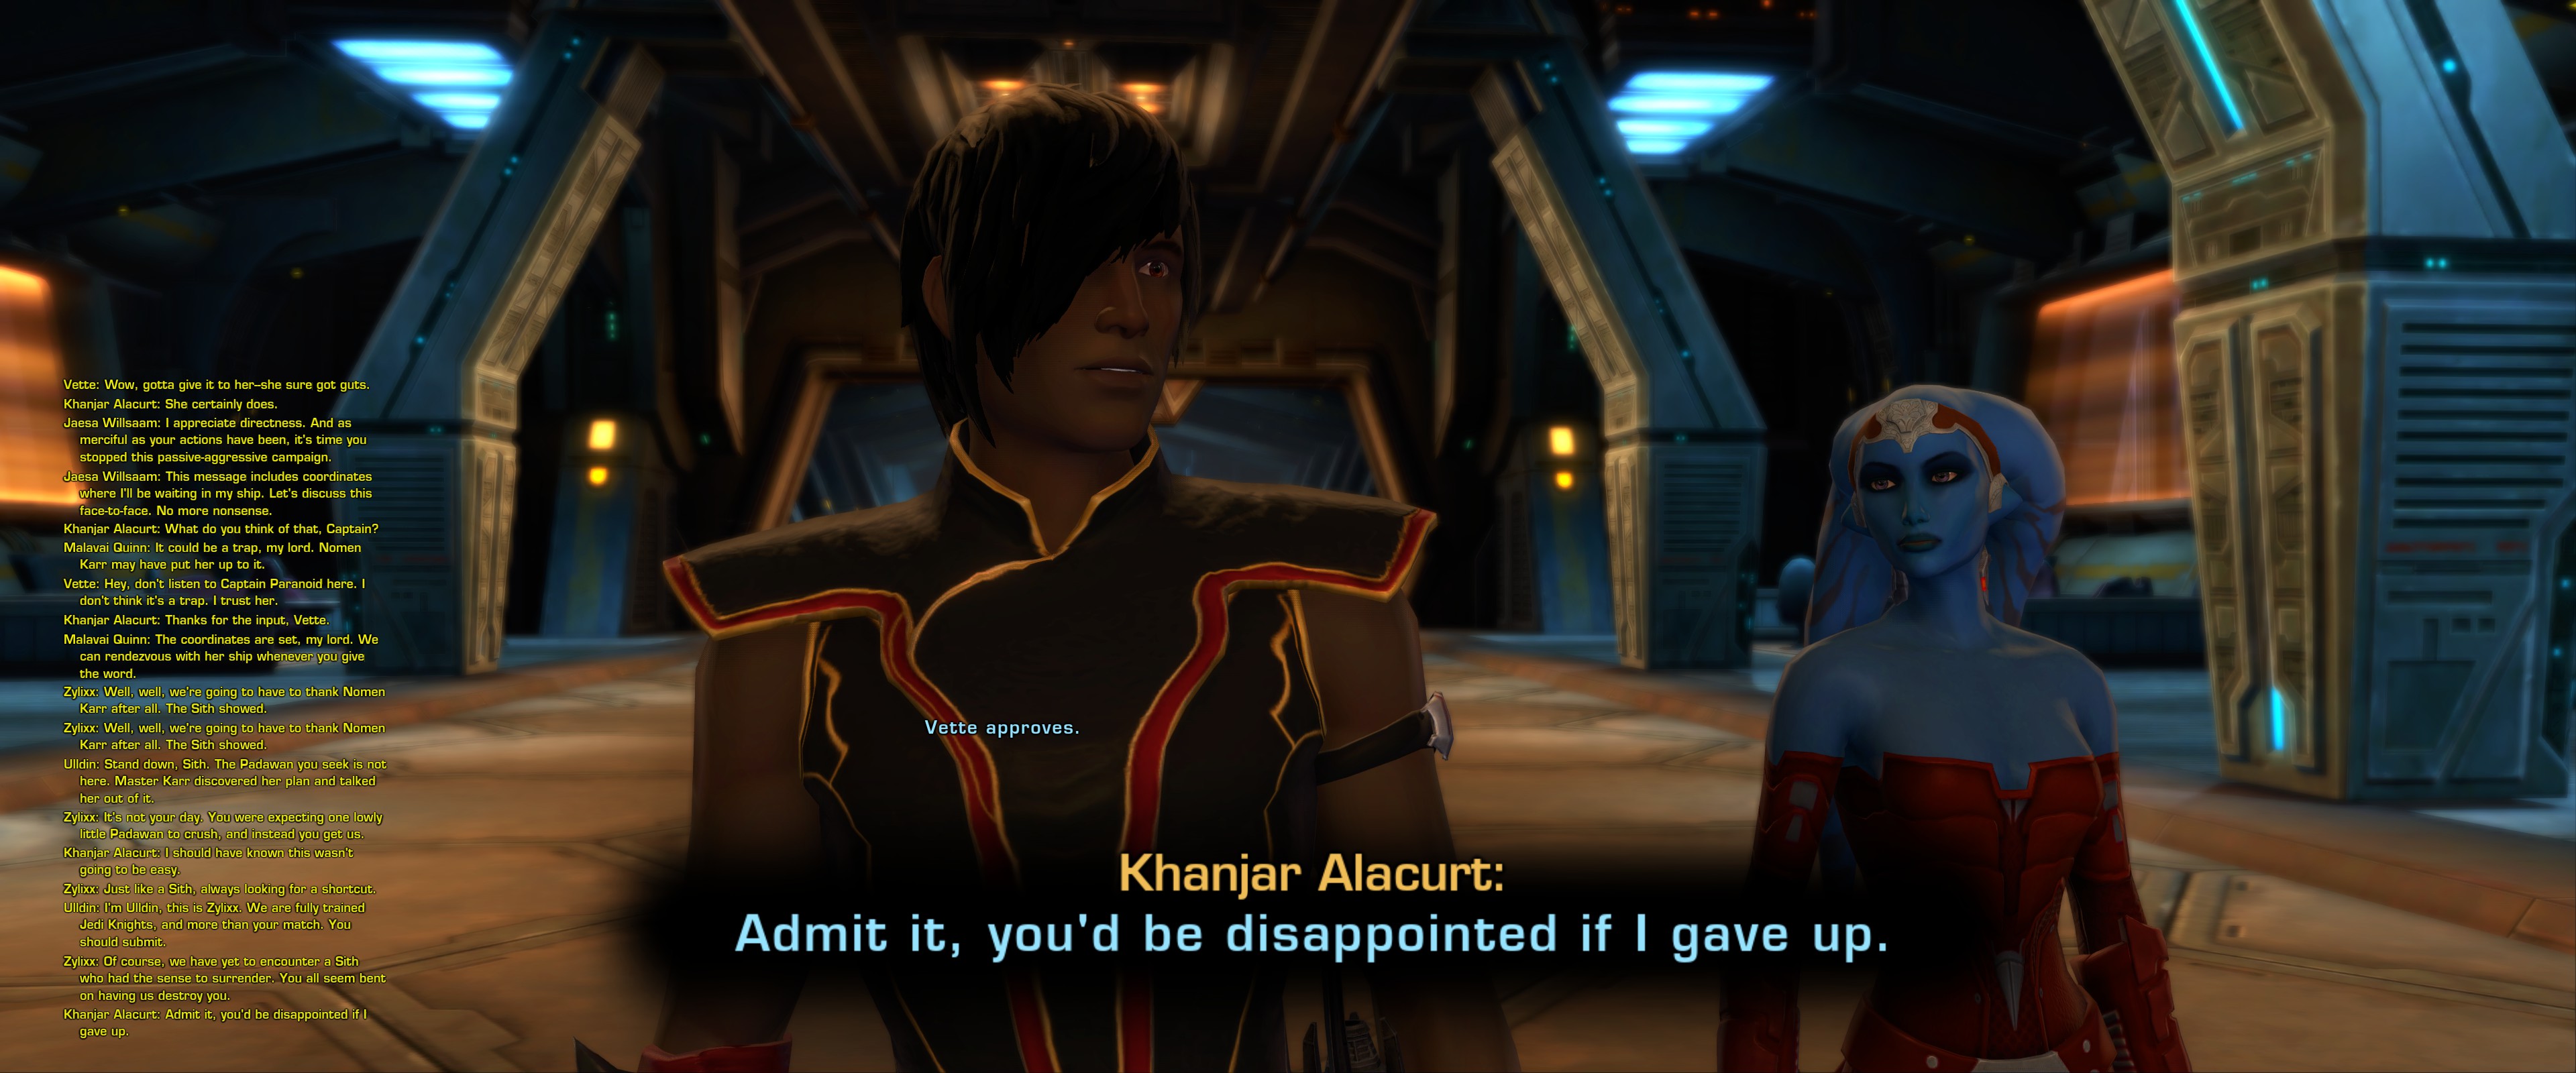 Vette: Wow, gotta give it to her--she sure got guts.
Khanjar Alacurt: She certainly does.
Jaesa Willsaam: I appreciate directness. And as
merciful as your actions have been, it's time you
stopped this passive-aggressive campaign.
Jaesa Willsaam: This message includes coordinates
where I'll be waiting in my ship. Let's discuss this
face-to-face. No more nonsense.
Khanjar Alacurt: What do you think of that, Captain?
Malavai Quinn: It could be a trap, my lord. Nomen
Karr may have put her up to it.
Vette: Hey, don't listen to Captain Paranoid here. I
don't think it's a trap. I trust her.
Khanjar Alacurt: Thanks for the input, Vette.
Malavai Quinn: The coordinates are set, my lord. We
can rendezvous with her ship whenever you give
the word.
Zylixx: Well, well, we're going to have to thank Nomen
Karr after all. The Sith showed.
Zylixx: Well, well, we're going to have to thank Nomen
Karr after all. The Sith showed.
Ulldin: Stand down, Sith. The Padawan you seek is not
here. Master Karr discovered her plan and talked
her out of it.
Zylixx: It's not your day. You were expecting one lowly
little Padawan to crush, and instead you get us.
Khanjar Alacurt: I should have known this wasn't
going to be easy.
Zylixx: Just like a Sith, always looking for a shortcut.
Ulldin: I'm Ulldin, this is Zylixx. We are fully trained
Jedi Knights, and more than your match. You
should submit.
Zylixx: Of course, we have yet to encounter a Sith
who had the sense to surrender. You all seem bent
on having us destroy you.
Khanjar Alacurt: Admit it, you'd be disappointed if I
gave up.
Vette approves.
Khanjar Alacurt:
Admit it, you'd be disappointed if I gave up.